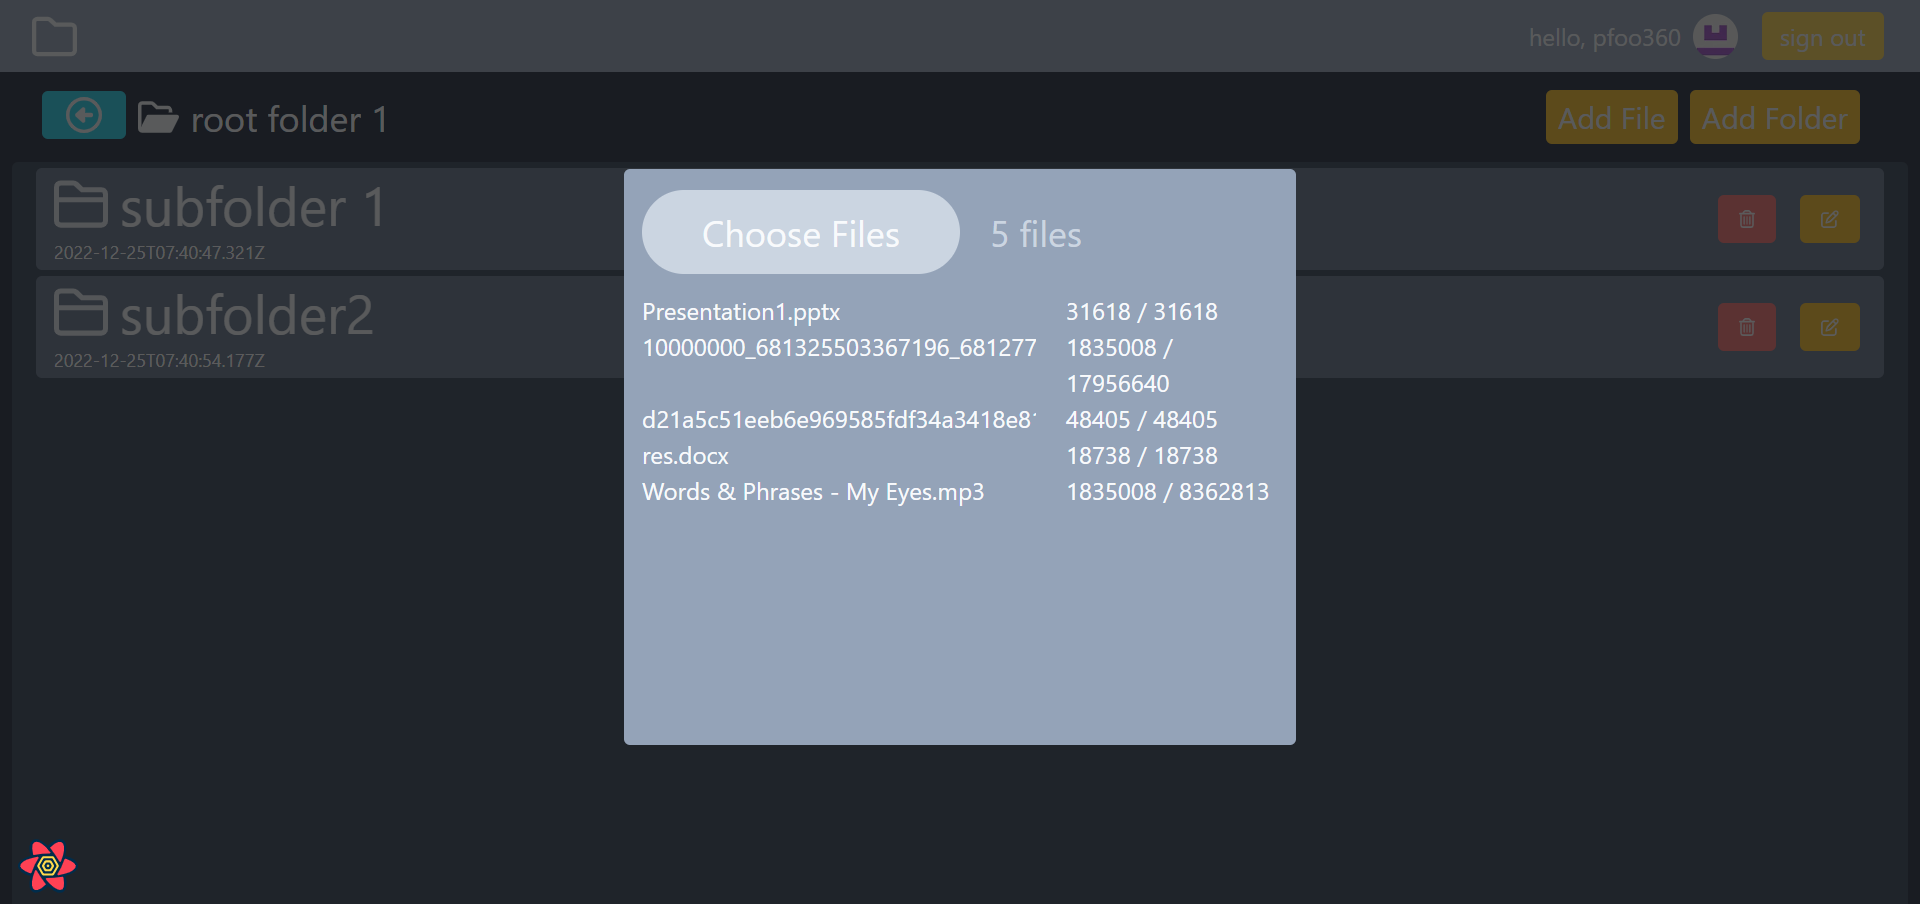 hello, pfoo360
sign out
root folder 1
Add File
Add Folder
subfolder 1
2022-12-25T07:40:47.321Z
subfolder2
2022-12-25T07:40:54.177Z
Choose Files 5 files
Presentation1.pptx 31618 / 31618
10000000_681325503367196_681277 1835008 /
17956640
d21a5c51eeb6e969585fdf34a3418e81 48405 / 48405
res.docx 18738 / 18738
Words & Phrases - My Eyes.mp3 1835008 / 8362813